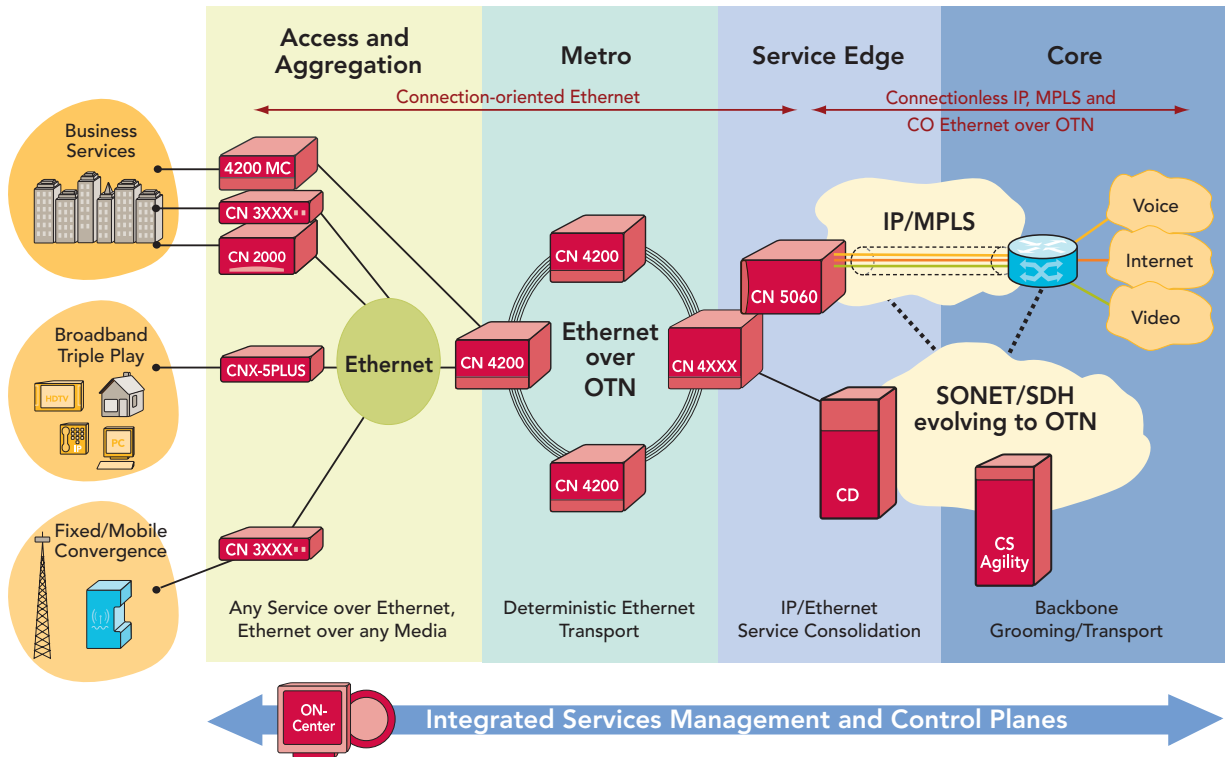 Access and
Aggregation
Metro
Service Edge
Core
Connection-oriented Ethernet
Connectionless IP, MPLS and
CO Ethernet over OTN
Business
Services
4200 MC
CN 3XXX
CN 2000
Broadband
Triple Play
HDTV
IP
PC
CNX-5PLUS
Ethernet
Fixed/Mobile
Convergence
CN 3XXX
CN 4200
CN 4200
Ethernet
over
OTN
CN 4200
CN 4XXX
CN 5060
IP/MPLS
Voice
Internet
Video
SONET/SDH
evolving to OTN
CD
CS
Agility
Any Service over Ethernet,
Ethernet over any Media
Deterministic Ethernet
Transport
IP/Ethernet
Service Consolidation
Backbone
Grooming/Transport
ON-
Center
Integrated Services Management and Control Planes